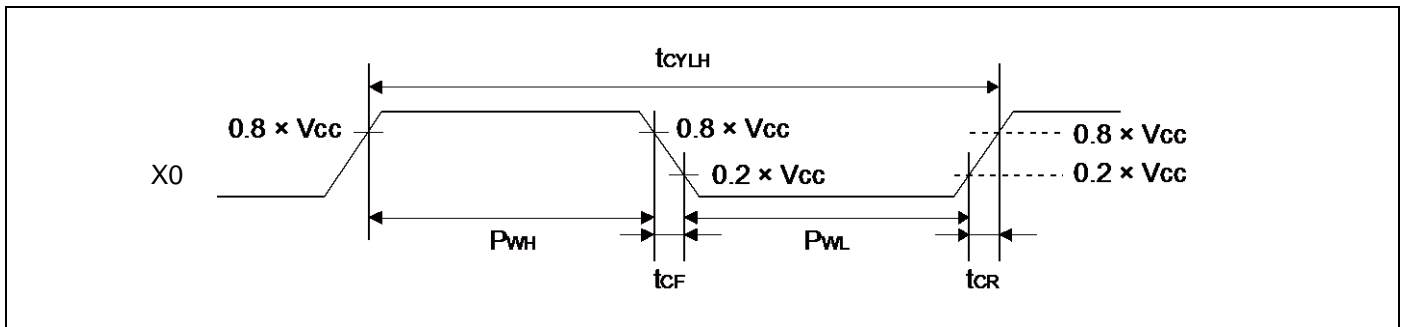 tCYLH
0.8 × Vcc
0.8 × Vcc
0.8 × Vcc
X0
0.2 × Vcc
0.2 × Vcc
PWH
PWL
tCF
tCR